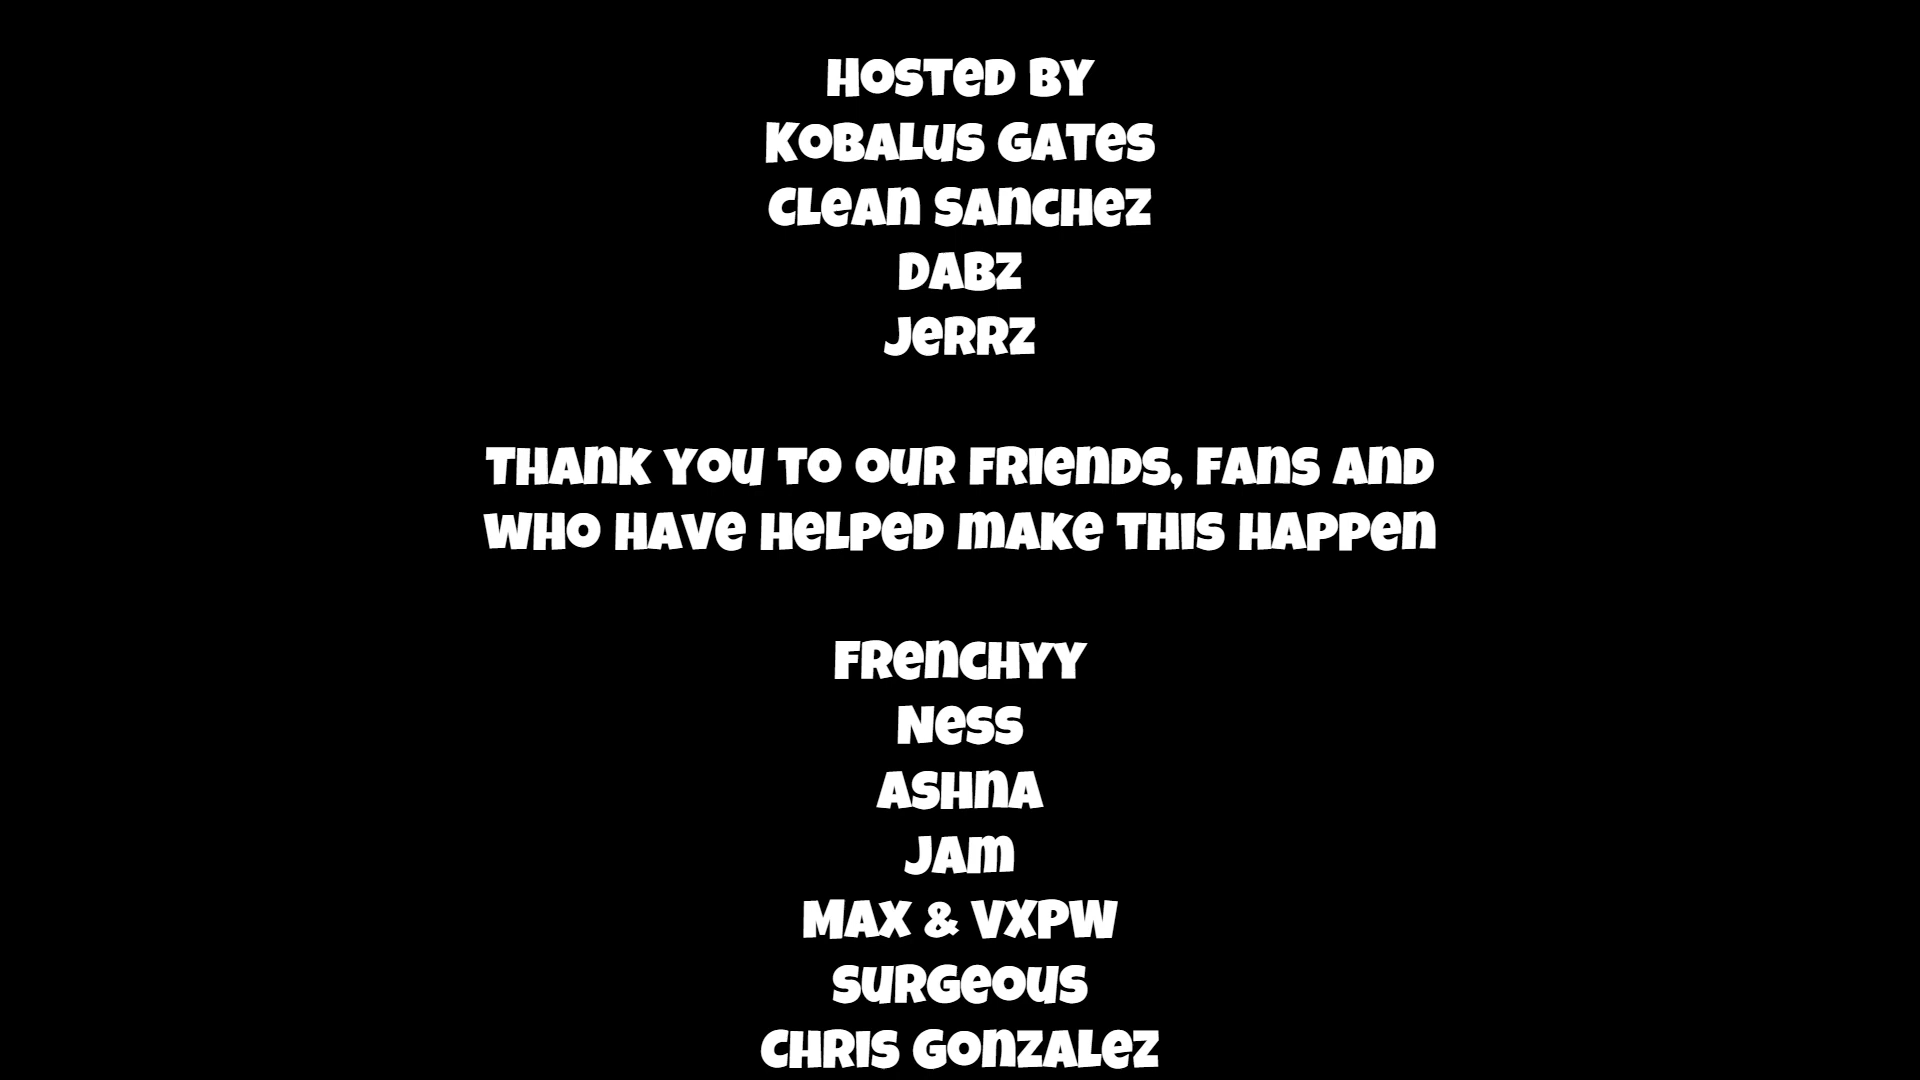 HOSTED BY
KOBALUS GATES
CLEAN SANCHEZ
DABZ
JERRZ
THANK YOU TO OUR FRIENDS, FANS AND
WHO HAVE HELPED MAKE THIS HAPPEN
FRENCHYY
NESS
ASHNA
JAM
MAX & VXPW
SURGEOUS
CHRIS GONZALEZ